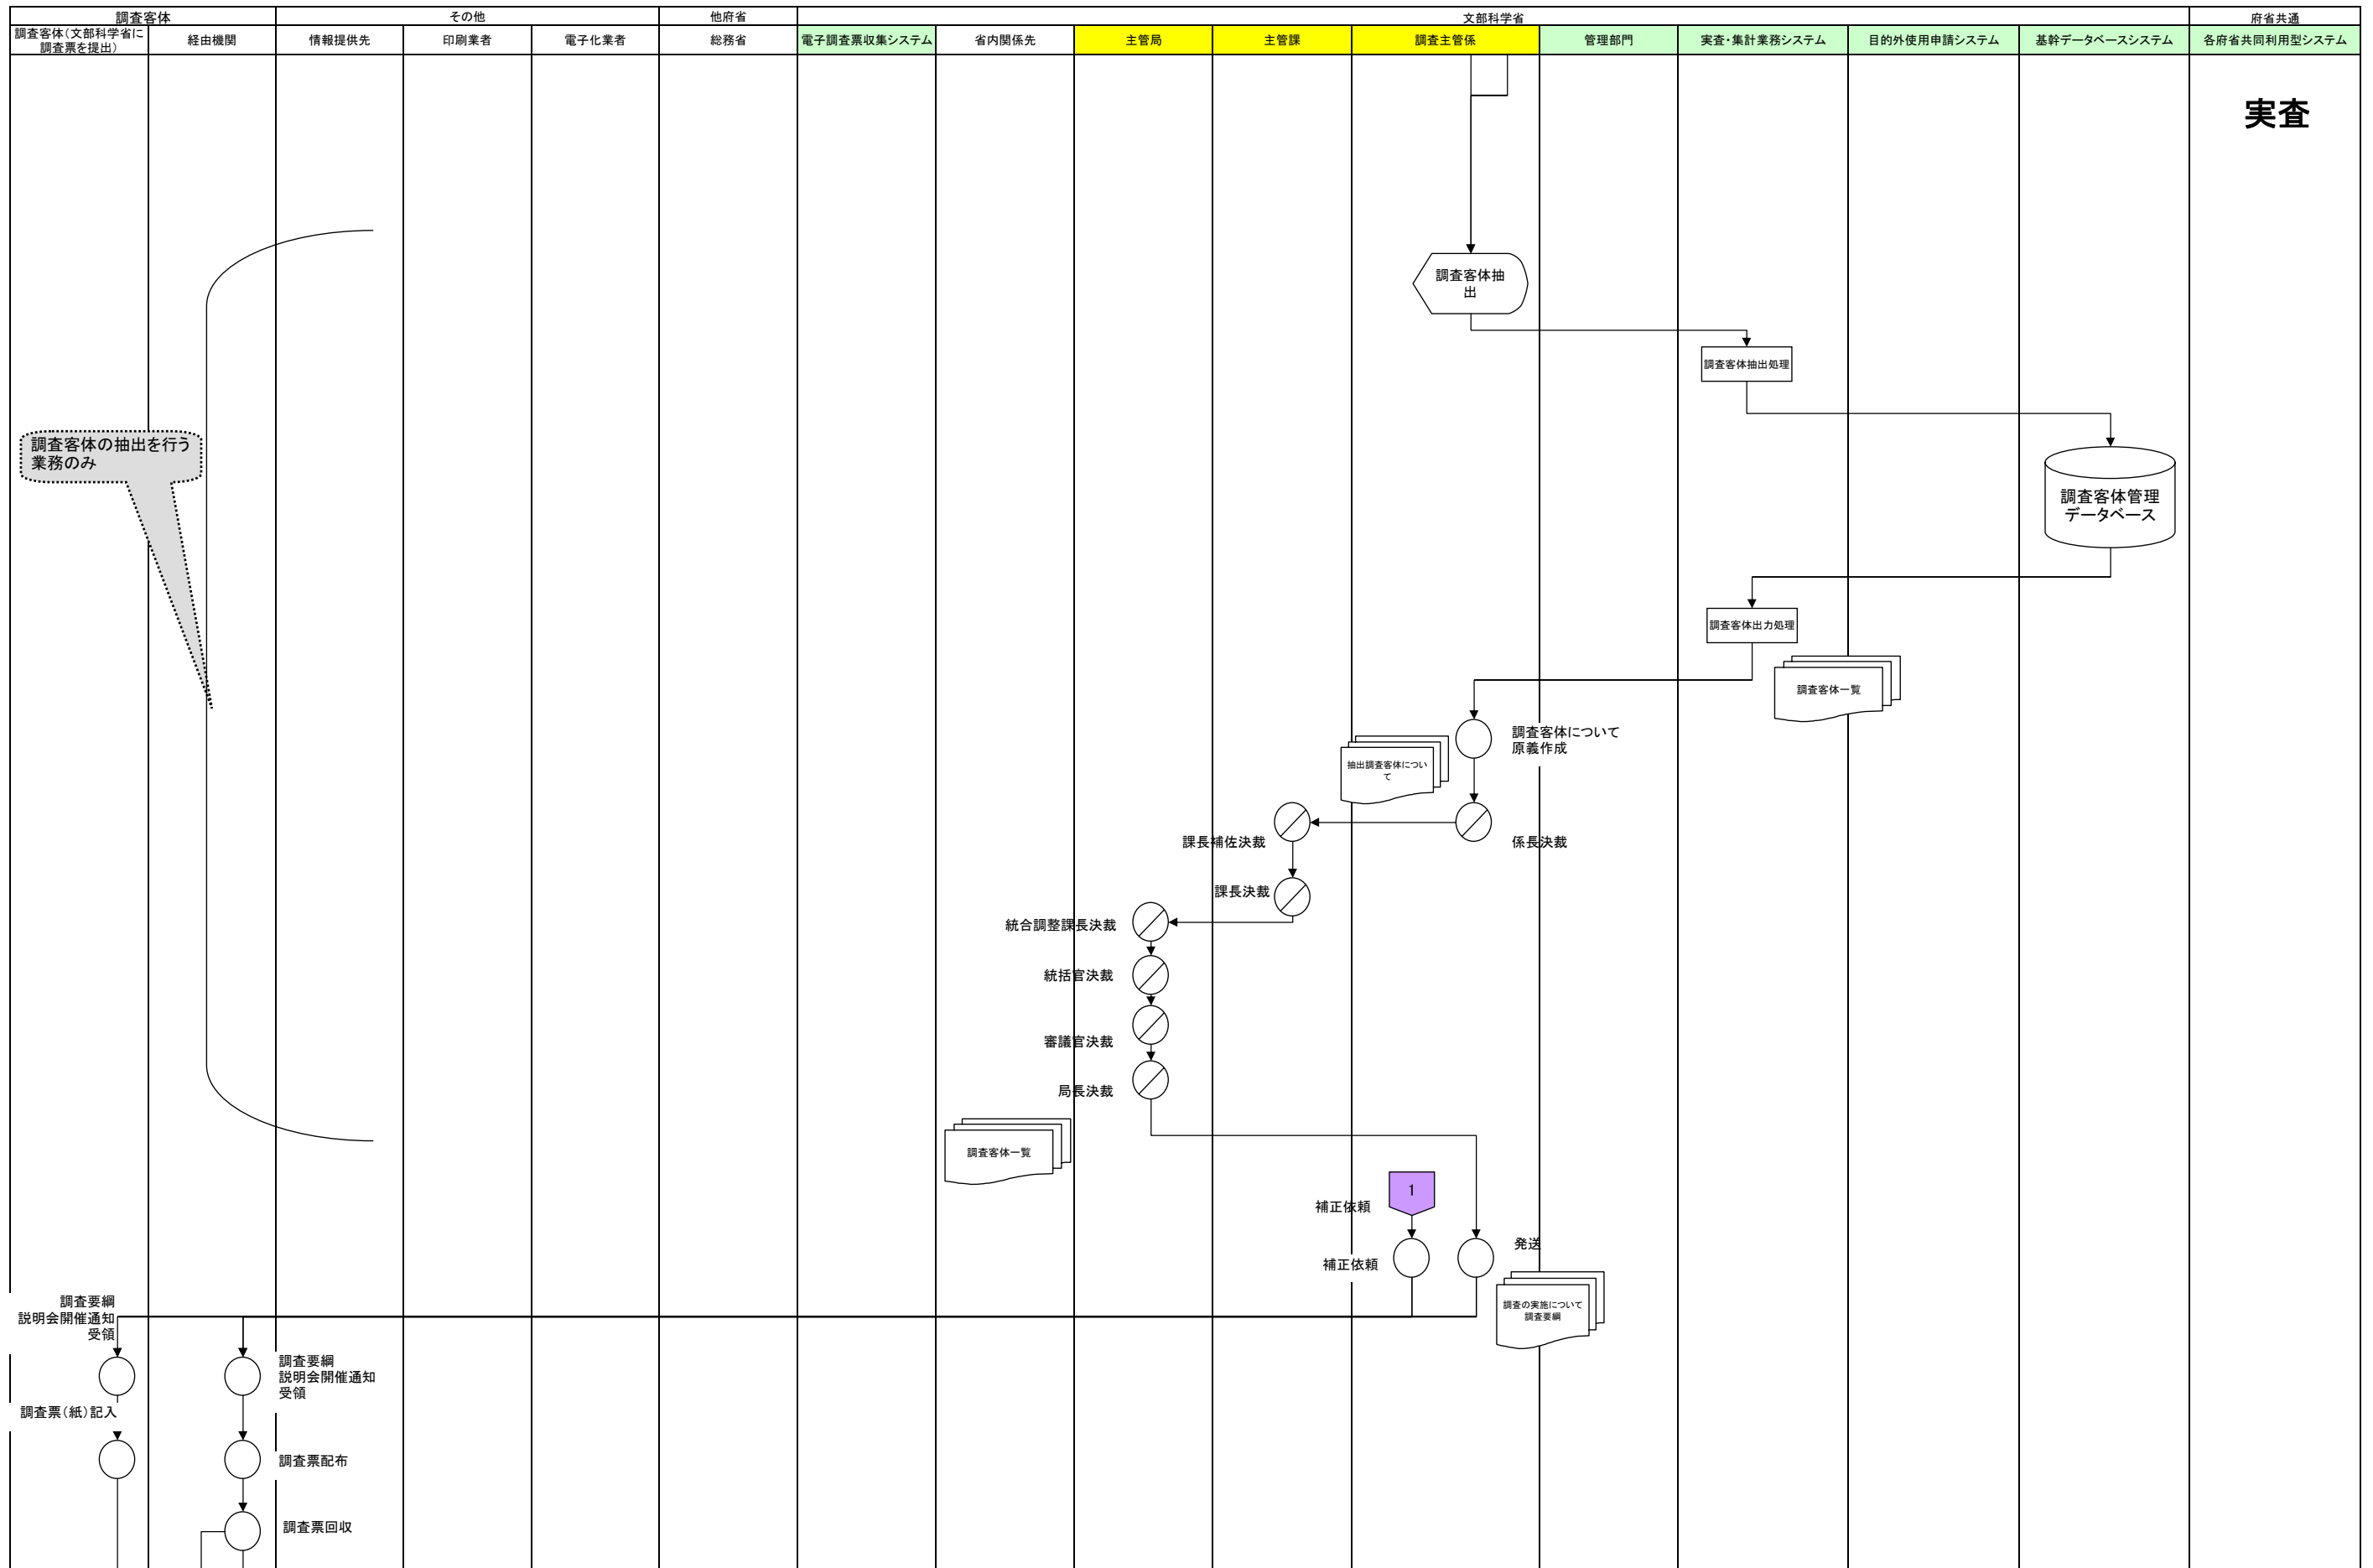 調査客体
その他
他府省
文部科学省
府省共通
調査客体（文部科学省に
調査票を提出）
経由機関
情報提供先
印刷業者
電子化業者
総務省
電子調査票収集システム
省内関係先
主管局
主管課
調査主管係
管理部門
実査・集計業務システム
目的外使用申請システム
基幹データベースシステム
各府省共同利用型システム
実査
調査客体抽
出
調査客体抽出処理
調査客体の抽出を行う
業務のみ
調査客体管理
データベース
調査客体出力処理
調査客体一覧
調査客体について
原義作成
抽出調査客体につい
て
課長補佐決裁
係長決裁
課長決裁
統合調整課長決裁
統括官決裁
審議官決裁
局長決裁
調査客体一覧
1
補正依頼
発送
補正依頼
調査の実施について
調査要綱
調査要綱
説明会開催通知
受領
調査要綱
説明会開催通知
受領
調査票（紙）記入
調査票配布
調査票回収